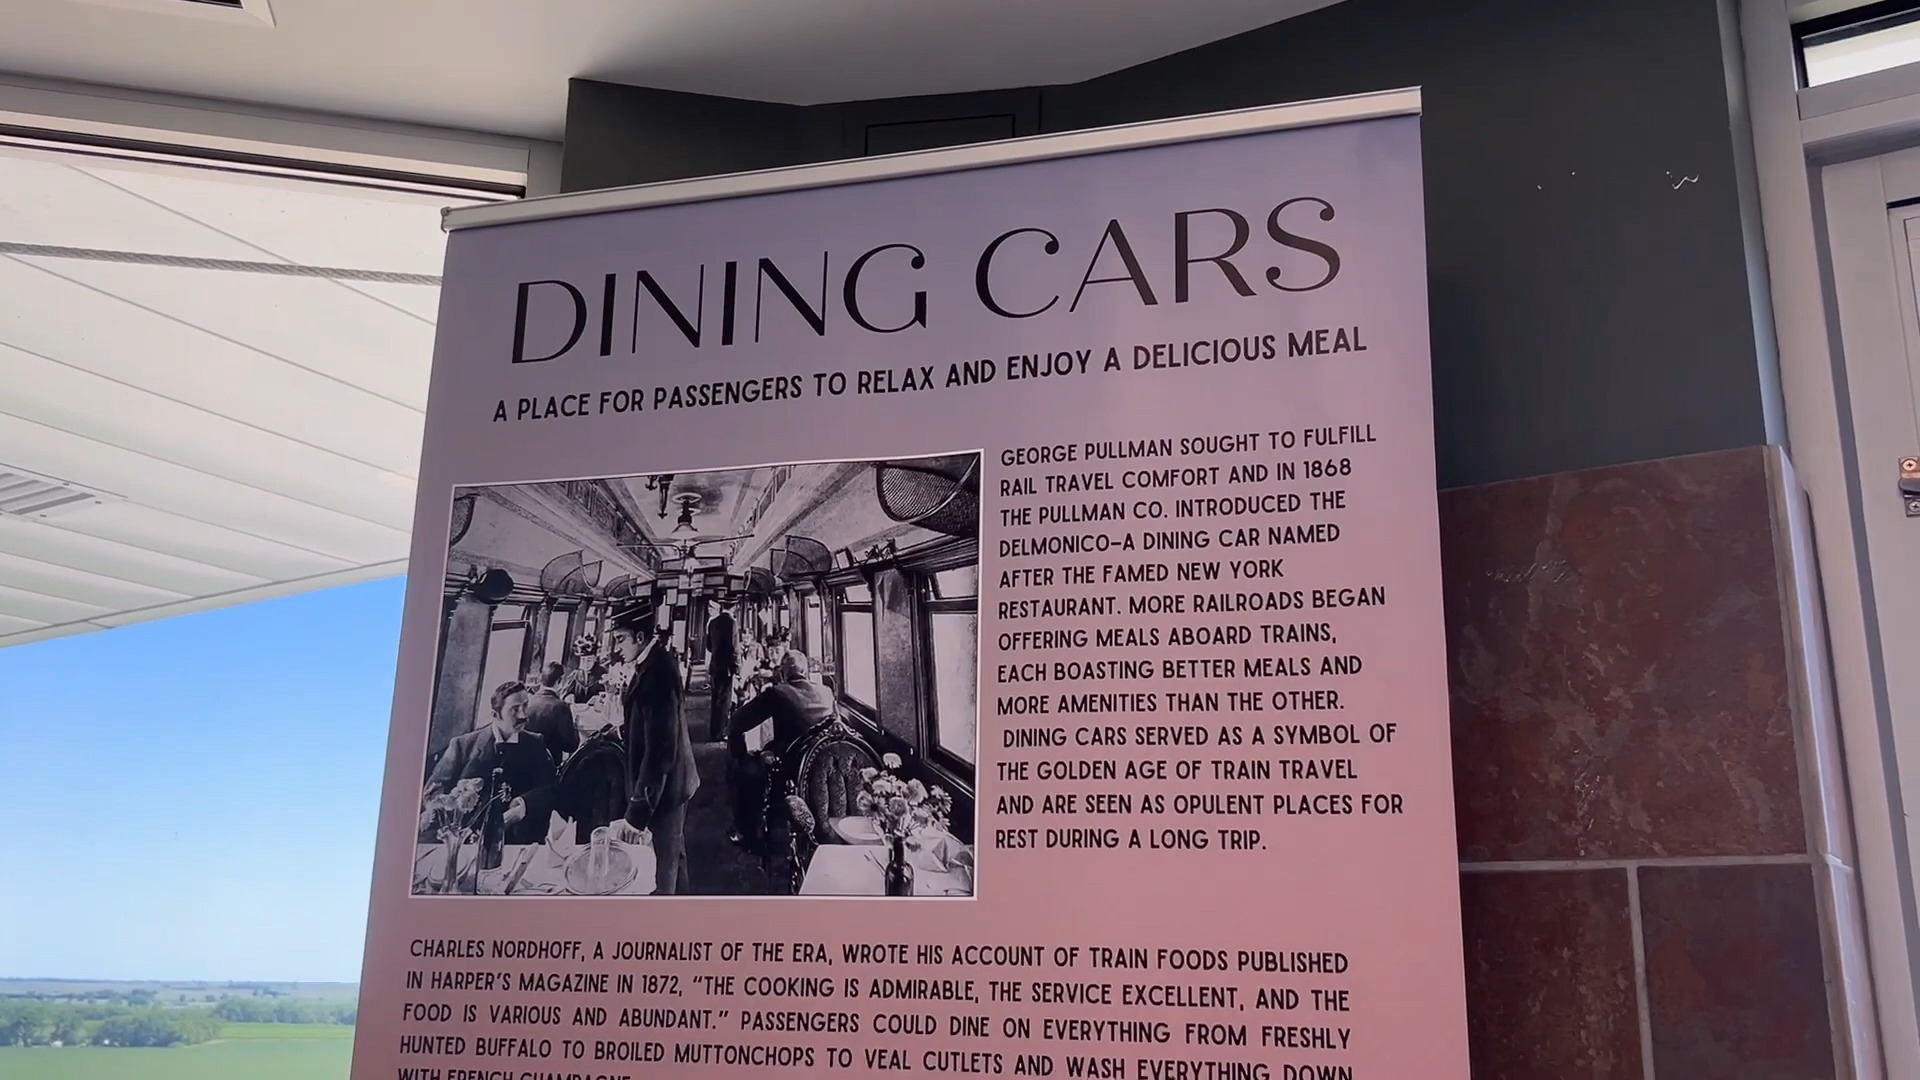 DINING CARS
A PLACE FOR PASSENGERS TO RELAX AND ENJOY A DELICIOUS MEAL
GEORGE PULLMAN SOUGHT TO FULFILL
RAIL TRAVEL COMFORT AND IN 1868
THE PULLMAN CO. INTRODUCED THE
DELMONICO–A DINING CAR NAMED
AFTER THE FAMED NEW YORK
RESTAURANT. MORE RAILROADS BEGAN
OFFERING MEALS ABOARD TRAINS,
EACH BOASTING BETTER MEALS AND
MORE AMENITIES THAN THE OTHER.
DINING CARS SERVED AS A SYMBOL OF
THE GOLDEN AGE OF TRAIN TRAVEL
AND ARE SEEN AS OPULENT PLACES FOR
REST DURING A LONG TRIP.
CHARLES NORDHOFF, A JOURNALIST OF THE ERA, WROTE HIS ACCOUNT OF TRAIN FOODS PUBLISHED
IN HARPER'S MAGAZINE IN 1872, "THE COOKING IS ADMIRABLE, THE SERVICE EXCELLENT, AND THE
FOOD IS VARIOUS AND ABUNDANT." PASSENGERS COULD DINE ON EVERYTHING FROM FRESHLY
HUNTED BUFFALO TO BROILED MUTTONCHOPS TO VEAL CUTLETS AND WASH EVERYTHING DOWN
WITH FRENCH CHAMPAGNE